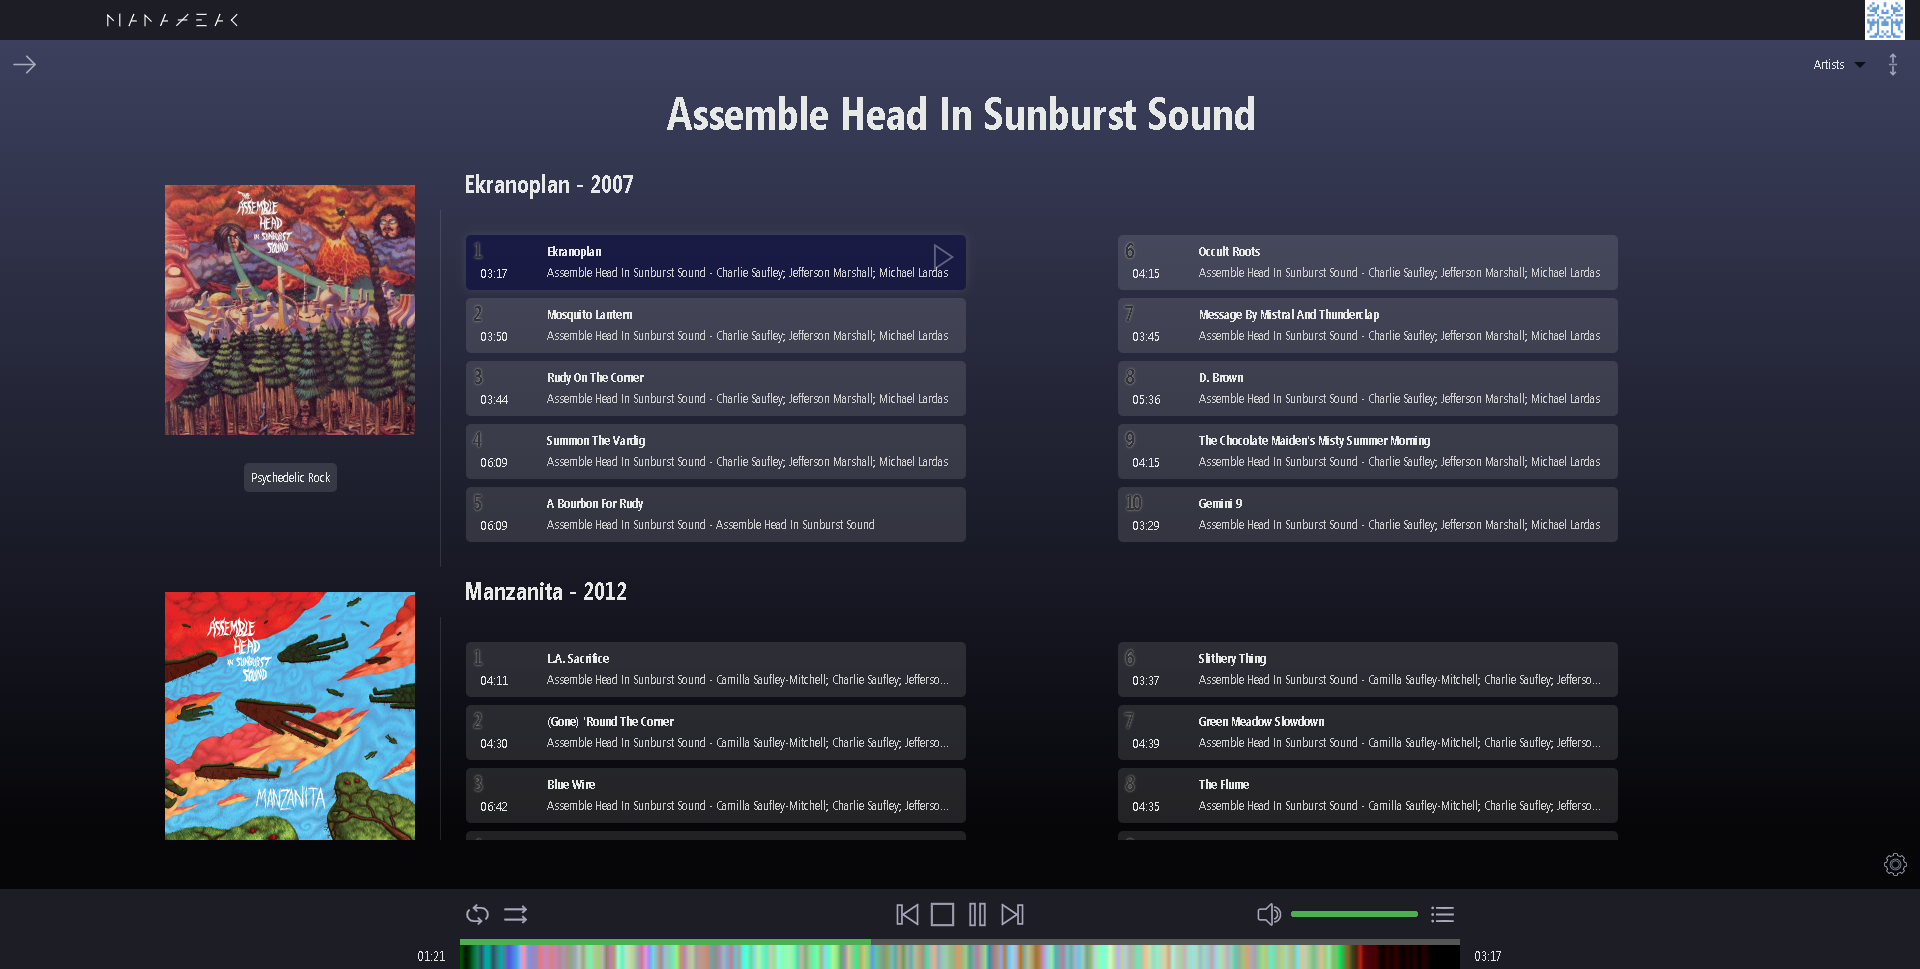 MANAZEAK
Artists
Assemble Head In Sunburst Sound
Ekranoplan - 2007
THE
ASSEMBLE
HEAD
IN SUNBURST
SOUND
Psychedelic Rock
1 Ekranoplan
03:17 Assemble Head In Sunburst Sound - Charlie Saufley; Jefferson Marshall; Michael Lardas
2 Mosquito Lantern
03:50 Assemble Head In Sunburst Sound - Charlie Saufley; Jefferson Marshall; Michael Lardas
3 Rudy On The Corner
03:44 Assemble Head In Sunburst Sound - Charlie Saufley; Jefferson Marshall; Michael Lardas
4 Summon The Vardig
06:09 Assemble Head In Sunburst Sound - Charlie Saufley; Jefferson Marshall; Michael Lardas
5 A Bourbon For Rudy
06:09 Assemble Head In Sunburst Sound - Assemble Head In Sunburst Sound
6 Occult Roots
04:15 Assemble Head In Sunburst Sound - Charlie Saufley; Jefferson Marshall; Michael Lardas
7 Message By Mistral And Thunderclap
03:45 Assemble Head In Sunburst Sound - Charlie Saufley; Jefferson Marshall; Michael Lardas
8 D. Brown
05:36 Assemble Head In Sunburst Sound - Charlie Saufley; Jefferson Marshall; Michael Lardas
9 The Chocolate Maiden's Misty Summer Morning
04:15 Assemble Head In Sunburst Sound - Charlie Saufley; Jefferson Marshall; Michael Lardas
10 Gemini 9
03:29 Assemble Head In Sunburst Sound - Charlie Saufley; Jefferson Marshall; Michael Lardas
Manzanita - 2012
ASSEMBLE
HEAD
IN SUNBURST
SOUND
MANZANITA
1 L.A. Sacrifice
04:11 Assemble Head In Sunburst Sound - Camilla Saufley-Mitchell; Charlie Saufley; Jefferso...
2 (Gone) 'Round The Corner
04:30 Assemble Head In Sunburst Sound - Camilla Saufley-Mitchell; Charlie Saufley; Jefferso...
3 Blue Wire
06:42 Assemble Head In Sunburst Sound - Camilla Saufley-Mitchell; Charlie Saufley; Jefferso...
6 Slithery Thing
03:37 Assemble Head In Sunburst Sound - Camilla Saufley-Mitchell; Charlie Saufley; Jefferso...
7 Green Meadow Slowdown
04:39 Assemble Head In Sunburst Sound - Camilla Saufley-Mitchell; Charlie Saufley; Jefferso...
8 The Flume
04:35 Assemble Head In Sunburst Sound - Camilla Saufley-Mitchell; Charlie Saufley; Jefferso...
01:21
03:17